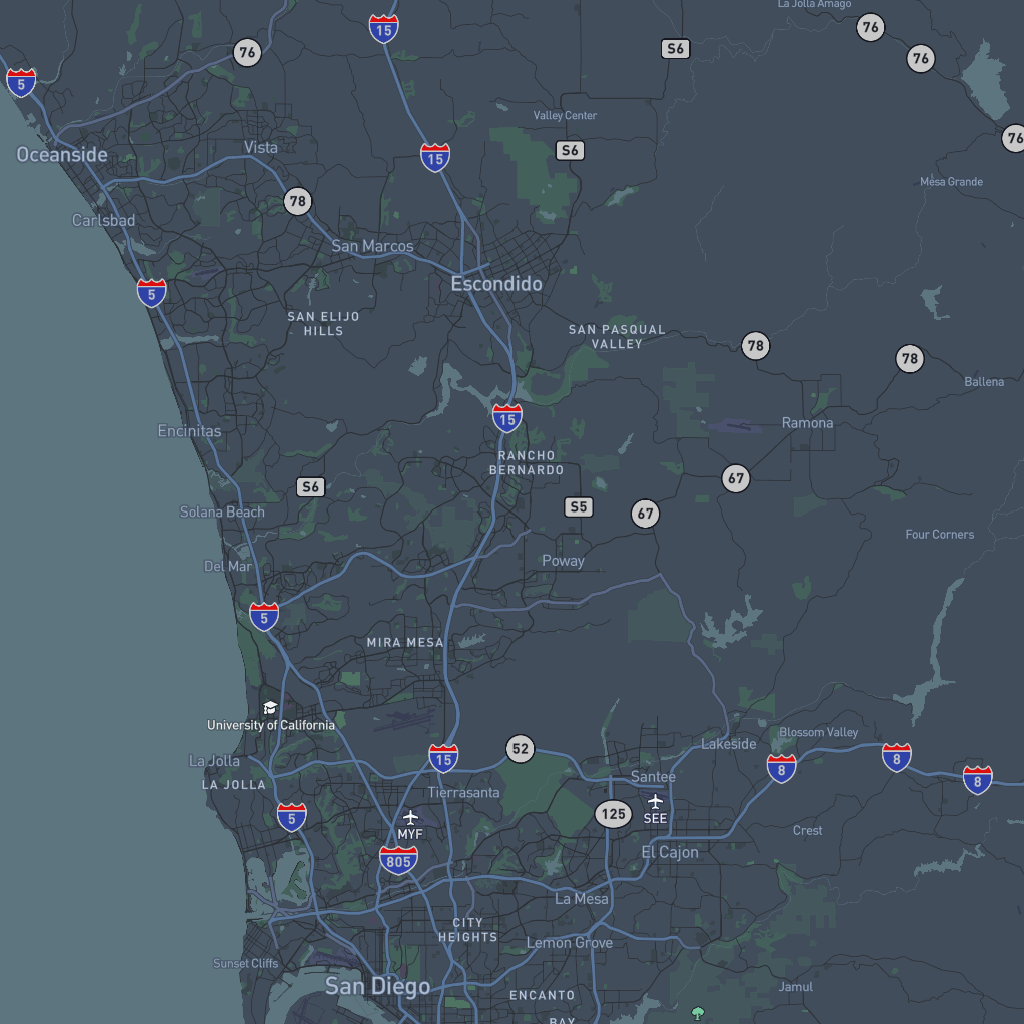 La Jolla Amago
15
76
76
S6
76
5
76
Valley Center
15
S6
Oceanside
Vista
Mesa Grande
78
Carlsbad
San Marcos
Escondido
5
SAN ELIJO
HILLS
SAN PASQUAL
VALLEY
78
78
Ballena
15
Ramona
Encinitas
RANCHO
BERNARDO
67
S6
S5
67
Solana Beach
Four Corners
Poway
Del Mar
5
MIRA MESA
University of California
Blossom Valley
52
Lakeside
15
8
8
La Jolla
Santee
8
LA JOLLA
Tierrasanta
5
125
SEE
MYF
Crest
805
El Cajon
La Mesa
CITY
HEIGHTS
Lemon Grove
Sunset Cliffs
San Diego
Jamul
ENCANTO
BAY